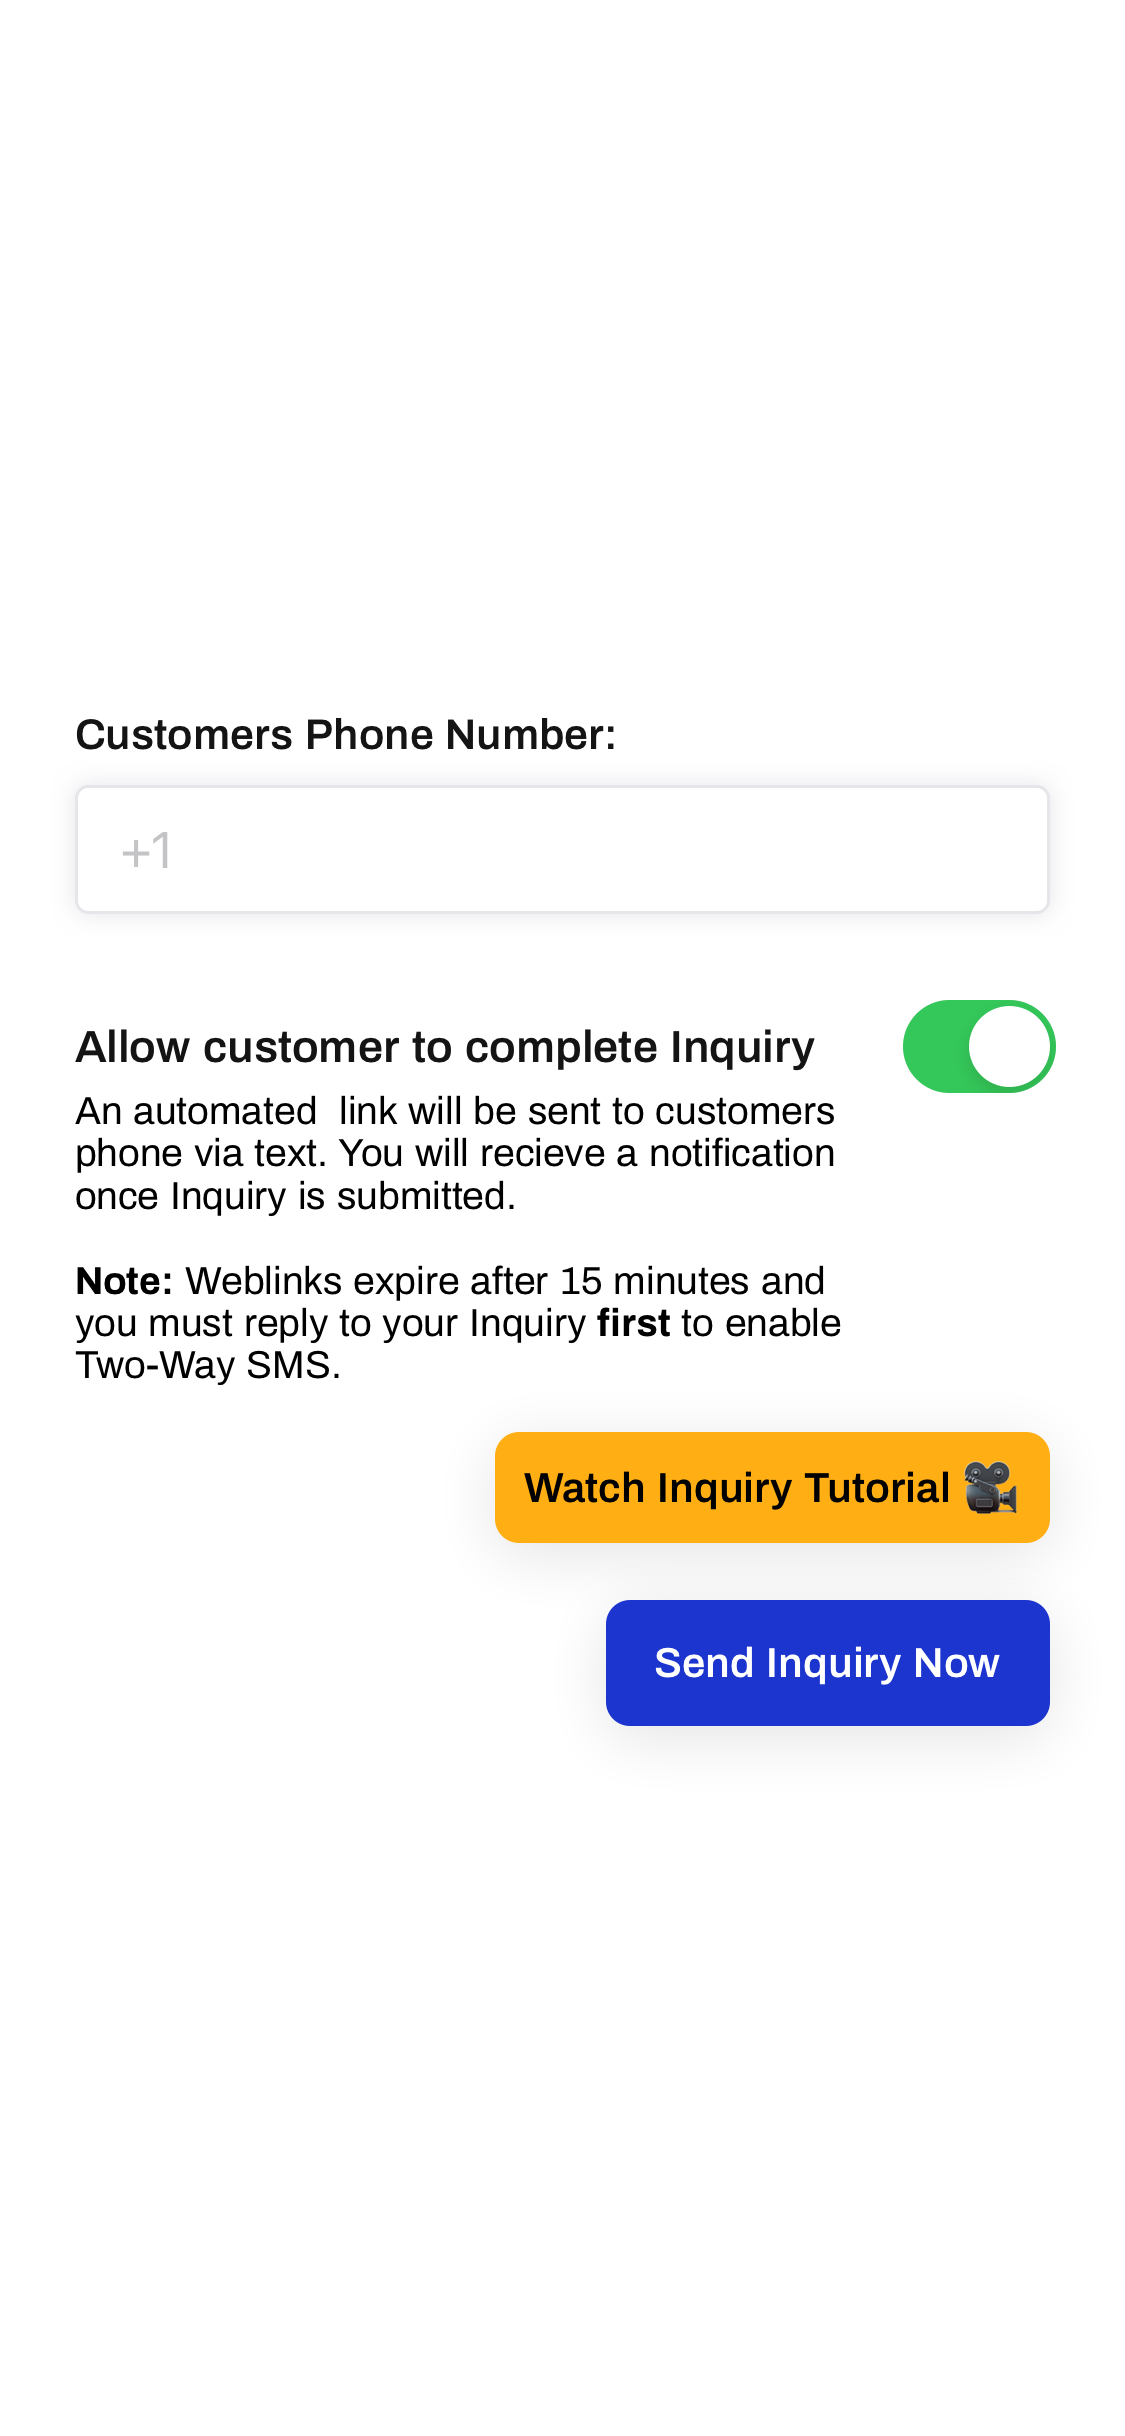 Customers Phone Number:
+1
Allow customer to complete Inquiry
An automated  link will be sent to customers
phone via text. You will recieve a notification
once Inquiry is submitted.
Note: Weblinks expire after 15 minutes and
you must reply to your Inquiry first to enable
Two-Way SMS.
Watch Inquiry Tutorial 🎥
Send Inquiry Now